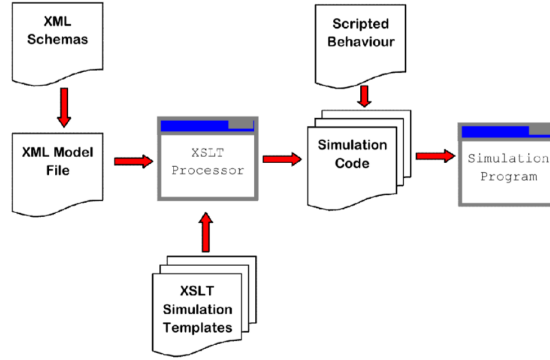 XML
Schemas
Scripted
Behaviour
XML Model
File
XSLT
Processor
Simulation
Code
Simulation
Program
XSLT
Simulation
Templates